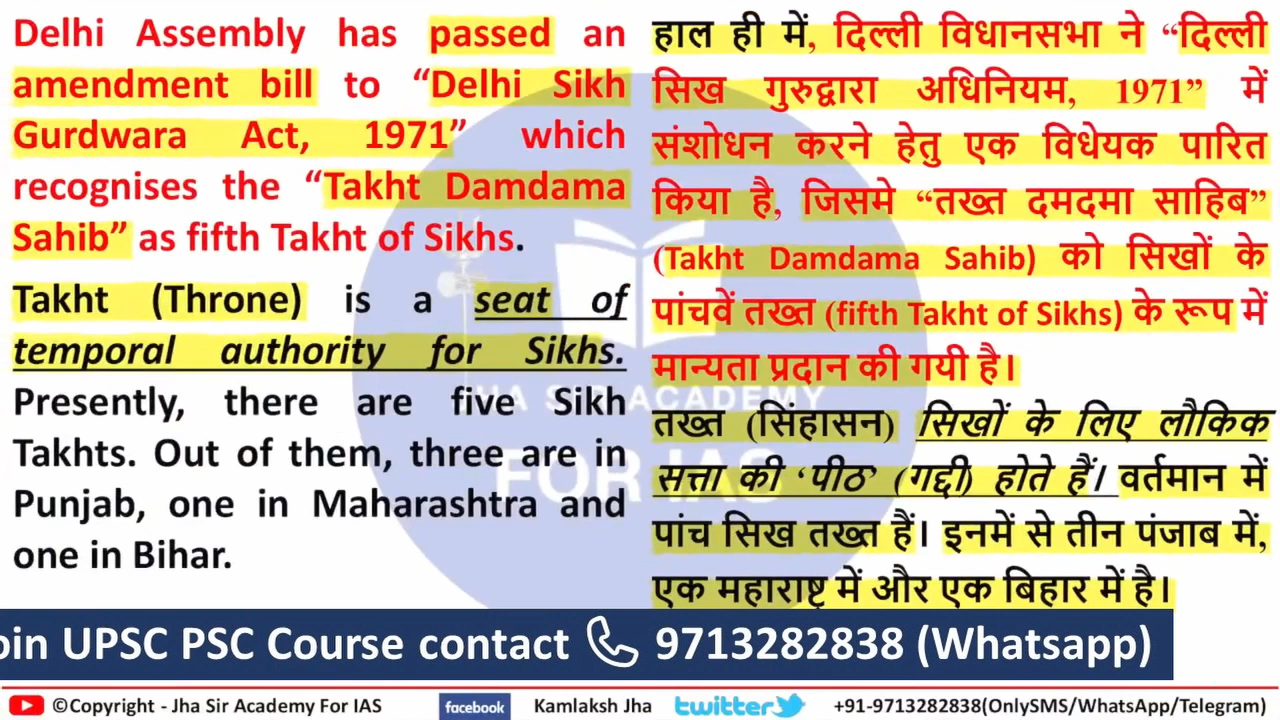 Delhi Assembly has passed an
amendment bill to “Delhi Sikh
Gurdwara Act, 1971” which
recognises the “Takht Damdama
Sahib” as fifth Takht of Sikhs.
Takht (Throne) is a seat of
temporal authority for Sikhs.
Presently, there are five Sikh
Takhts. Out of them, three are in
Punjab, one in Maharashtra and
one in Bihar.
हाल ही में, दिल्ली विधानसभा ने “दिल्ली
सिख गुरुद्वारा अधिनियम, 1971” में
संशोधन करने हेतु एक विधेयक पारित
किया है, जिसमे “तख्त दमदमा साहिब”
(Takht Damdama Sahib) को सिखों के
पांचवें तख्त (fifth Takht of Sikhs) के रूप में
मान्यता प्रदान की गयी है।
तख्त (सिंहासन) सिखों के लिए लौकिक
सत्ता की ‘पीठ’ (गद्दी) होते हैं। वर्तमान में
पांच सिख तख्त हैं। इनमें से तीन पंजाब में,
एक महाराष्ट्र में और एक बिहार में है।
JHA SIR ACADEMY
FOR IAS
oin UPSC PSC Course contact 9713282838 (Whatsapp)
©Copyright - Jha Sir Academy For IAS facebook Kamlaksh Jha twitter +91-9713282838(OnlySMS/WhatsApp/Telegram)